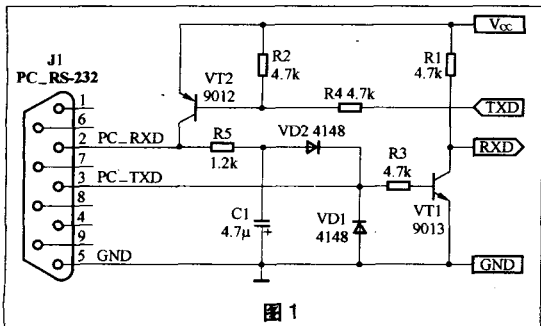 J1
PC_RS-232
1
6
2
7
3
8
4
9
5
PC_RXD
PC_TXD
GND
VT2
9012
R2
4.7k
R1
4.7k
R4 4.7k
R5
1.2k
VD2 4148
R3
4.7k
C1
4.7μ
+
VD1
4148
VT1
9013
Vcc
TXD
RXD
GND
图 1